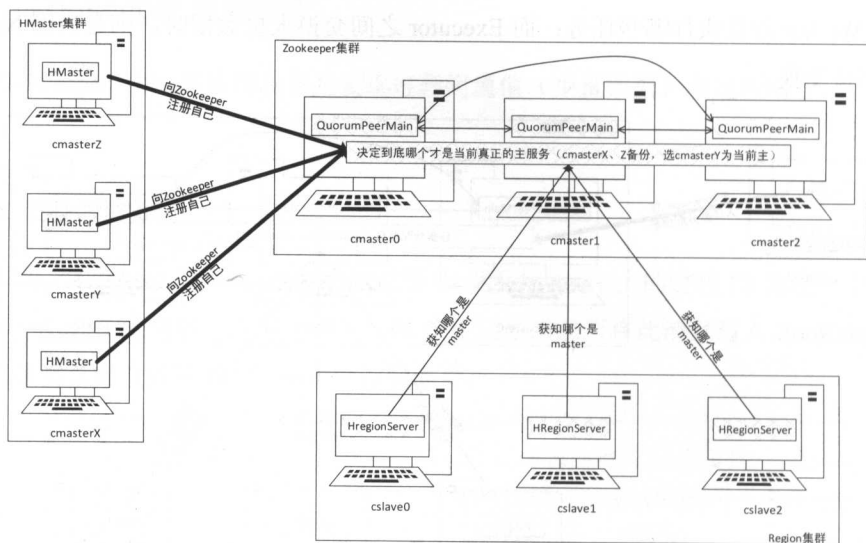 的 Executor 之间
HMaster集群
HMaster
cmasterZ
HMaster
cmasterY
HMaster
cmasterX
向Zookeeper
注册自己
向Zookeeper
注册自己
向Zookeeper
注册自己
Zookeeper集群
QuorumPeerMain
QuorumPeerMain
QuorumPeerMain
决定到底哪个才是当前真正的主服务（cmasterX、Z备份，选cmasterY为当前主）
cmaster0
cmaster1
cmaster2
获知哪个是
master
获知哪个是
master
获知哪个是
master
HregionServer
HRegionServer
HRegionServer
cslave0
cslave1
cslave2
Region集群